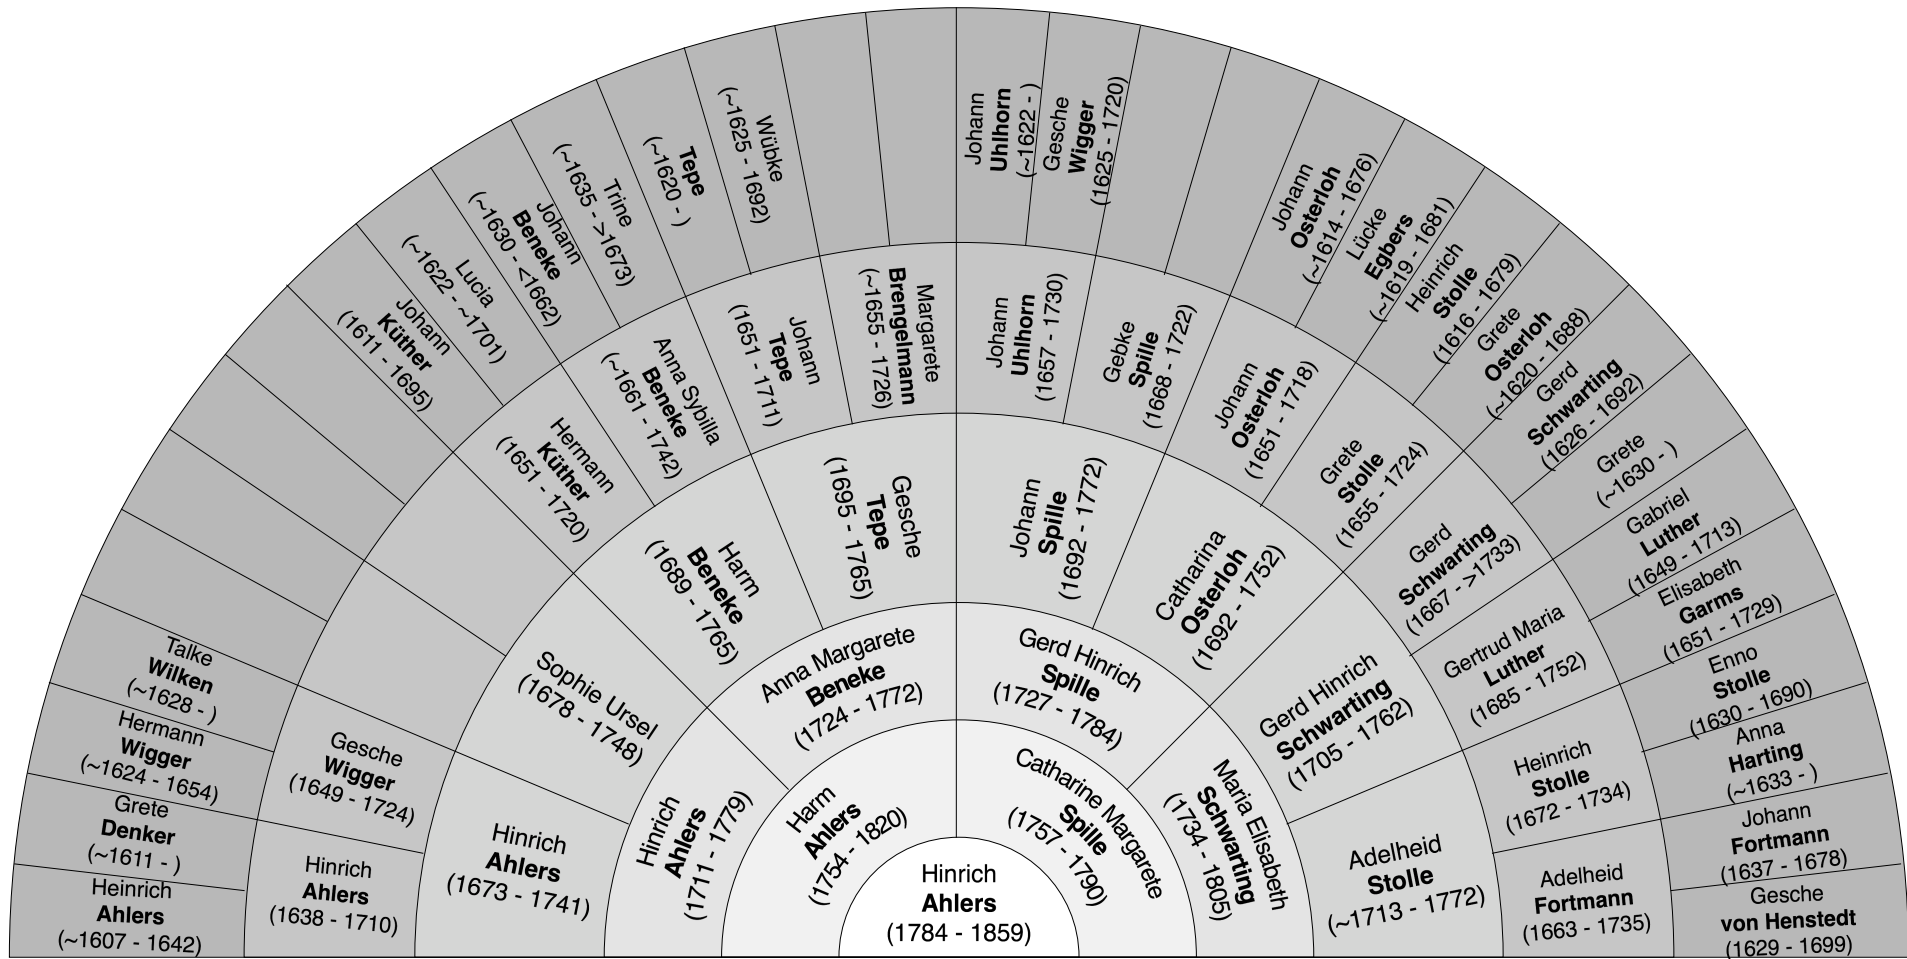 Hinrich
Ahlers
(1784 - 1859)
Harm
Ahlers
(1754 - 1820)
Catharine Margarete
Spille
(1757 - 1790)
Hinrich
Ahlers
(1711 - 1779)
Anna Margarete
Beneke
(1724 - 1772)
Gerd Hinrich
Spille
(1727 - 1784)
Maria Elisabeth
Schwarting
(1734 - 1805)
Hinrich
Ahlers
(1673 - 1741)
Sophie Ursel
(1678 - 1748)
Harm
Beneke
(1689 - 1765)
Gesche
Tepe
(1695 - 1765)
Johann
Spille
(1692 - 1772)
Catharina
Osterloh
(1692 - 1752)
Gerd Hinrich
Schwarting
(1705 - 1762)
Adelheid
Stolle
(~1713 - 1772)
Hinrich
Ahlers
(1638 - 1710)
Gesche
Wigger
(1649 - 1724)
Hermann
Küther
(1651 - 1720)
Anna Sybilla
Beneke
(~1661 - 1742)
Johann
Tepe
(1651 - 1711)
Margarete
Brengelmann
(~1655 - 1726)
Johann
Uhlhorn
(1657 - 1730)
Gebke
Spille
(1668 - 1722)
Johann
Osterloh
(1651 - 1718)
Grete
Stolle
(1655 - 1724)
Gerd
Schwarting
(1667 - >1733)
Gertrud Maria
Luther
(1685 - 1752)
Heinrich
Stolle
(1672 - 1734)
Adelheid
Fortmann
(1663 - 1735)
Heinrich
Ahlers
(~1607 - 1642)
Grete
Denker
(~1611 - )
Hermann
Wigger
(~1624 - 1654)
Talke
Wilken
(~1628 - )
Johann
Küther
(1611 - 1695)
Lucia
(~1622 - ~1701)
Johann
Beneke
(~1630 - <1662)
Trine
(~1635 - >1673)
Tepe
(~1620 - )
Wübke
(~1625 - 1692)
Johann
Uhlhorn
(~1622 - )
Gesche
Wigger
(1625 - 1720)
Johann
Osterloh
(~1614 - 1676)
Lücke
Egbers
(~1619 - 1681)
Heinrich
Stolle
(1616 - 1679)
Grete
Osterloh
(~1620 - 1688)
Gerd
Schwarting
(1626 - 1692)
Grete
(~1630 - )
Gabriel
Luther
(1649 - 1713)
Elisabeth
Garms
(1651 - 1729)
Enno
Stolle
(1630 - 1690)
Anna
Harting
(~1633 - )
Johann
Fortmann
(1637 - 1678)
Gesche
von Henstedt
(1629 - 1699)